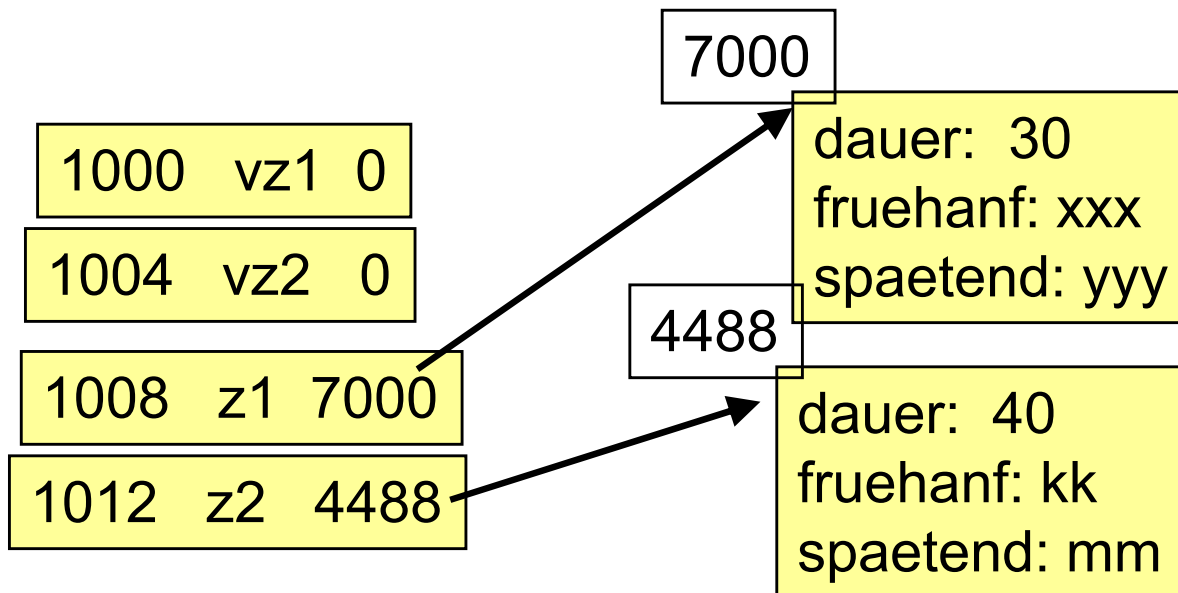 7000
dauer: 30
fruehanf: xxx
spaetend: yyy
1000 vz1 0
1004 vz2 0
1008 z1 7000
1012 z2 4488
4488
dauer: 40
fruehanf: kk
spaetend: mm